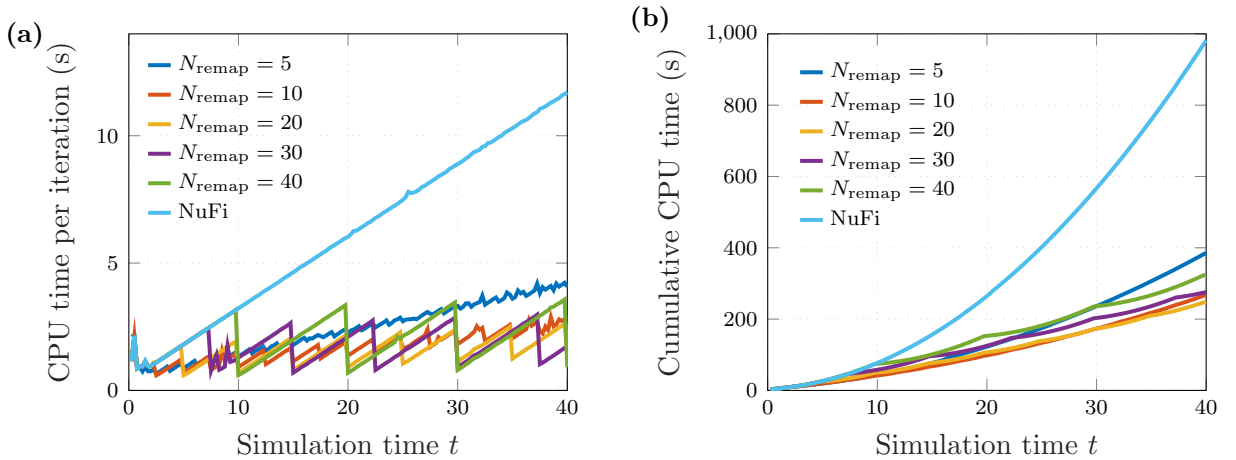 (a)
CPU time per iteration (s)
10
5
0
N_remap = 5
N_remap = 10
N_remap = 20
N_remap = 30
N_remap = 40
NuFi
0 10 20 30 40
Simulation time t
(b)
Cumulative CPU time (s)
1,000
800
600
400
200
0
N_remap = 5
N_remap = 10
N_remap = 20
N_remap = 30
N_remap = 40
NuFi
0 10 20 30 40
Simulation time t